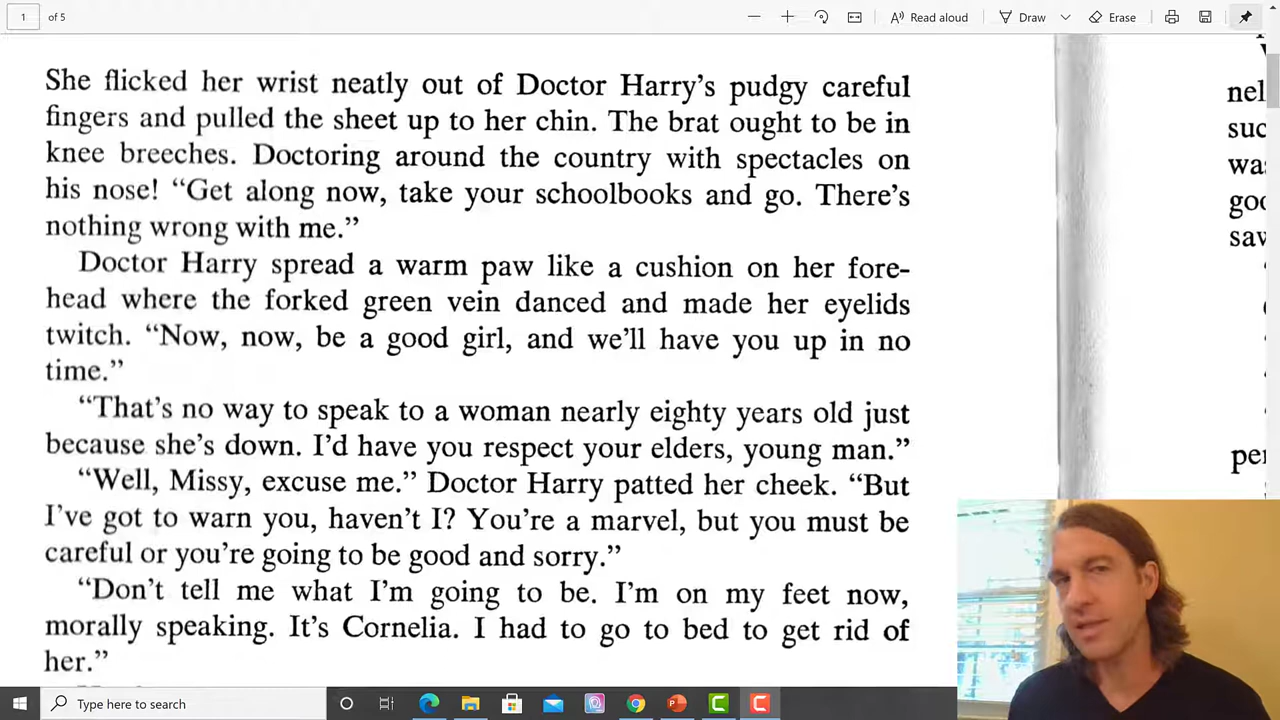 1 of 5
Read aloud
Draw
Erase
She flicked her wrist neatly out of Doctor Harry's pudgy careful
fingers and pulled the sheet up to her chin. The brat ought to be in
knee breeches. Doctoring around the country with spectacles on
his nose! “Get along now, take your schoolbooks and go. There's
nothing wrong with me.”
Doctor Harry spread a warm paw like a cushion on her fore-
head where the forked green vein danced and made her eyelids
twitch. “Now, now, be a good girl, and we'll have you up in no
time.”
“That's no way to speak to a woman nearly eighty years old just
because she's down. I'd have you respect your elders, young man.”
“Well, Missy, excuse me.” Doctor Harry patted her cheek. “But
I've got to warn you, haven't I? You're a marvel, but you must be
careful or you're going to be good and sorry.”
“Don't tell me what I'm going to be. I'm on my feet now,
morally speaking. It's Cornelia. I had to go to bed to get rid of
her.”
nel
suc
was
goo
sav
per
Type here to search